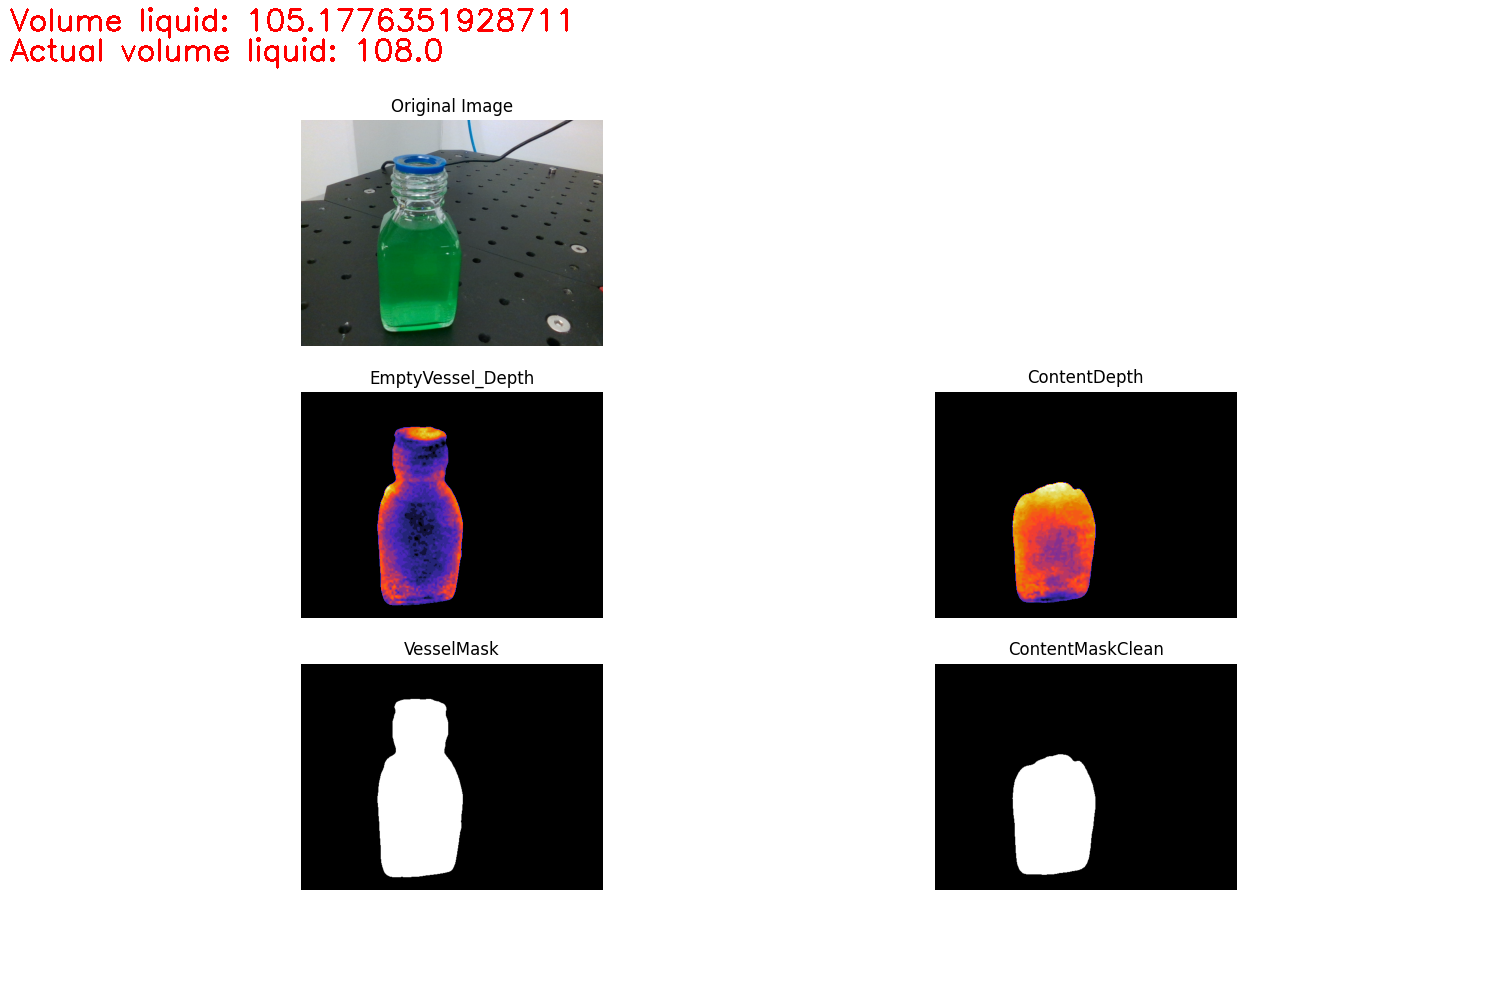 Volume liquid: 105.1776351928711
Actual volume liquid: 108.0
Original Image
EmptyVessel_Depth
ContentDepth
VesselMask
ContentMaskClean